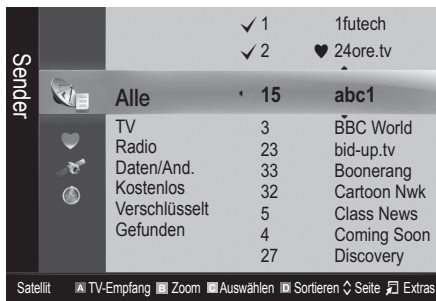 Sender
✓ 1 1futech
✓ 2 ♥ 24ore.tv
Alle 15 abc1
TV 3 BBC World
Radio 23 bid-up.tv
Daten/And. 33 Boonerang
Kostenlos 32 Cartoon Nwk
Verschlüsselt 5 Class News
Gefunden 4 Coming Soon
27 Discovery
Satellit A TV-Empfang B Zoom C Auswählen D Sortieren Seite Extras